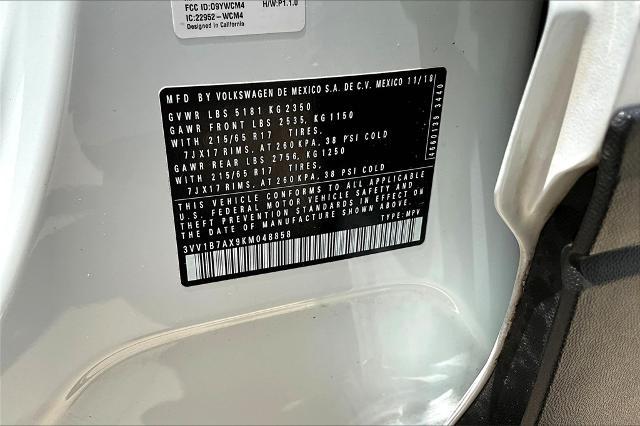 FCC ID:O9YWCM4 H/W:P1.1.0
IC:22952-WCM4
Designed in California
MFD BY VOLKSWAGEN DE MEXICO S.A. DE C.V. MEXICO 11/18
GVWR LBS 5181 KG 2350
GAWR FRONT LBS 2535, KG 1150
WITH 215/65 R17 TIRES.
7JX17 RIMS. AT 260 KPA, 38 PSI COLD
GAWR REAR LBS 2756, KG 1250
WITH 215/65 R17 TIRES.
7JX17 RIMS. AT 260 KPA, 38 PSI COLD
THIS VEHICLE CONFORMS TO ALL APPLICABLE
U.S. FEDERAL MOTOR VEHICLE SAFETY AND
THEFT PREVENTION STANDARDS IN EFFECT ON
THE DATE OF MANUFACTURE SHOWN ABOVE.
3VV1B7AX9KM048858 TYPE: MPV